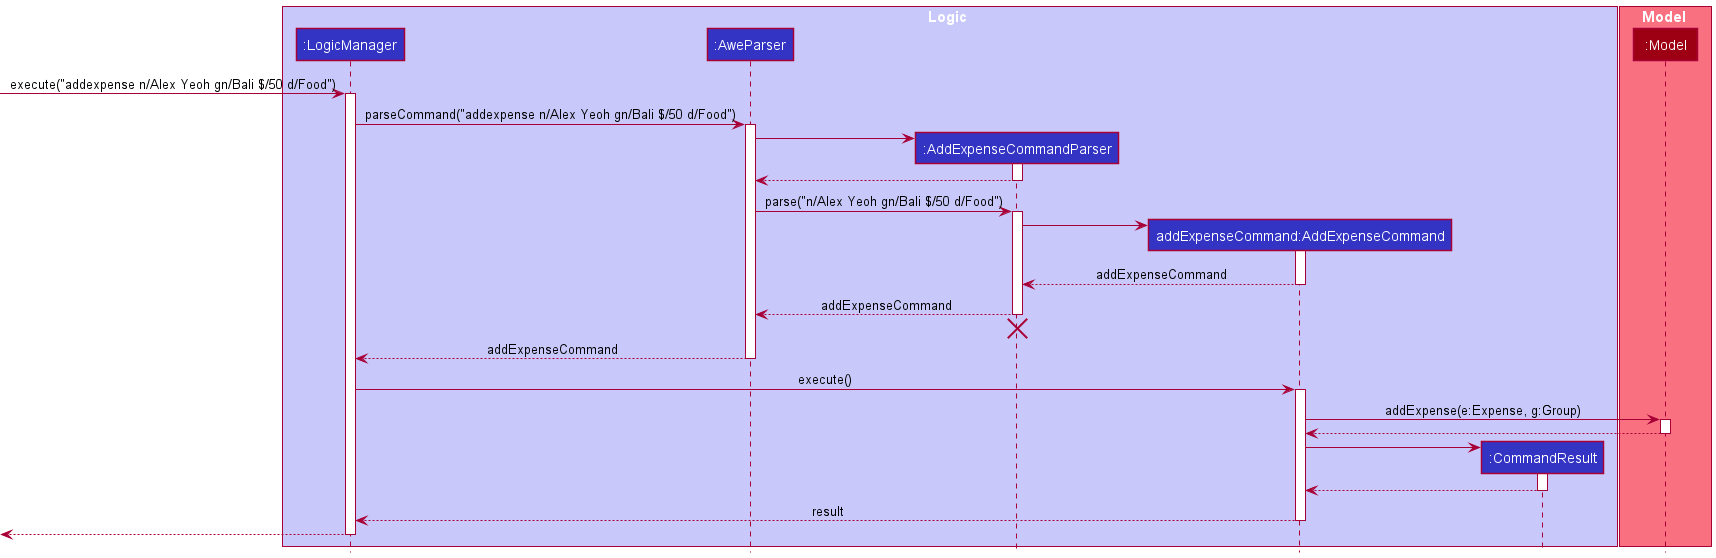 Logic
Model
:LogicManager
:AweParser
:Model
execute("addexpense n/Alex Yeoh gn/Bali $/50 d/Food")
parseCommand("addexpense n/Alex Yeoh gn/Bali $/50 d/Food")
:AddExpenseCommandParser
parse("n/Alex Yeoh gn/Bali $/50 d/Food")
addExpenseCommand:AddExpenseCommand
addExpenseCommand
addExpenseCommand
addExpenseCommand
execute()
addExpense(e:Expense, g:Group)
:CommandResult
result